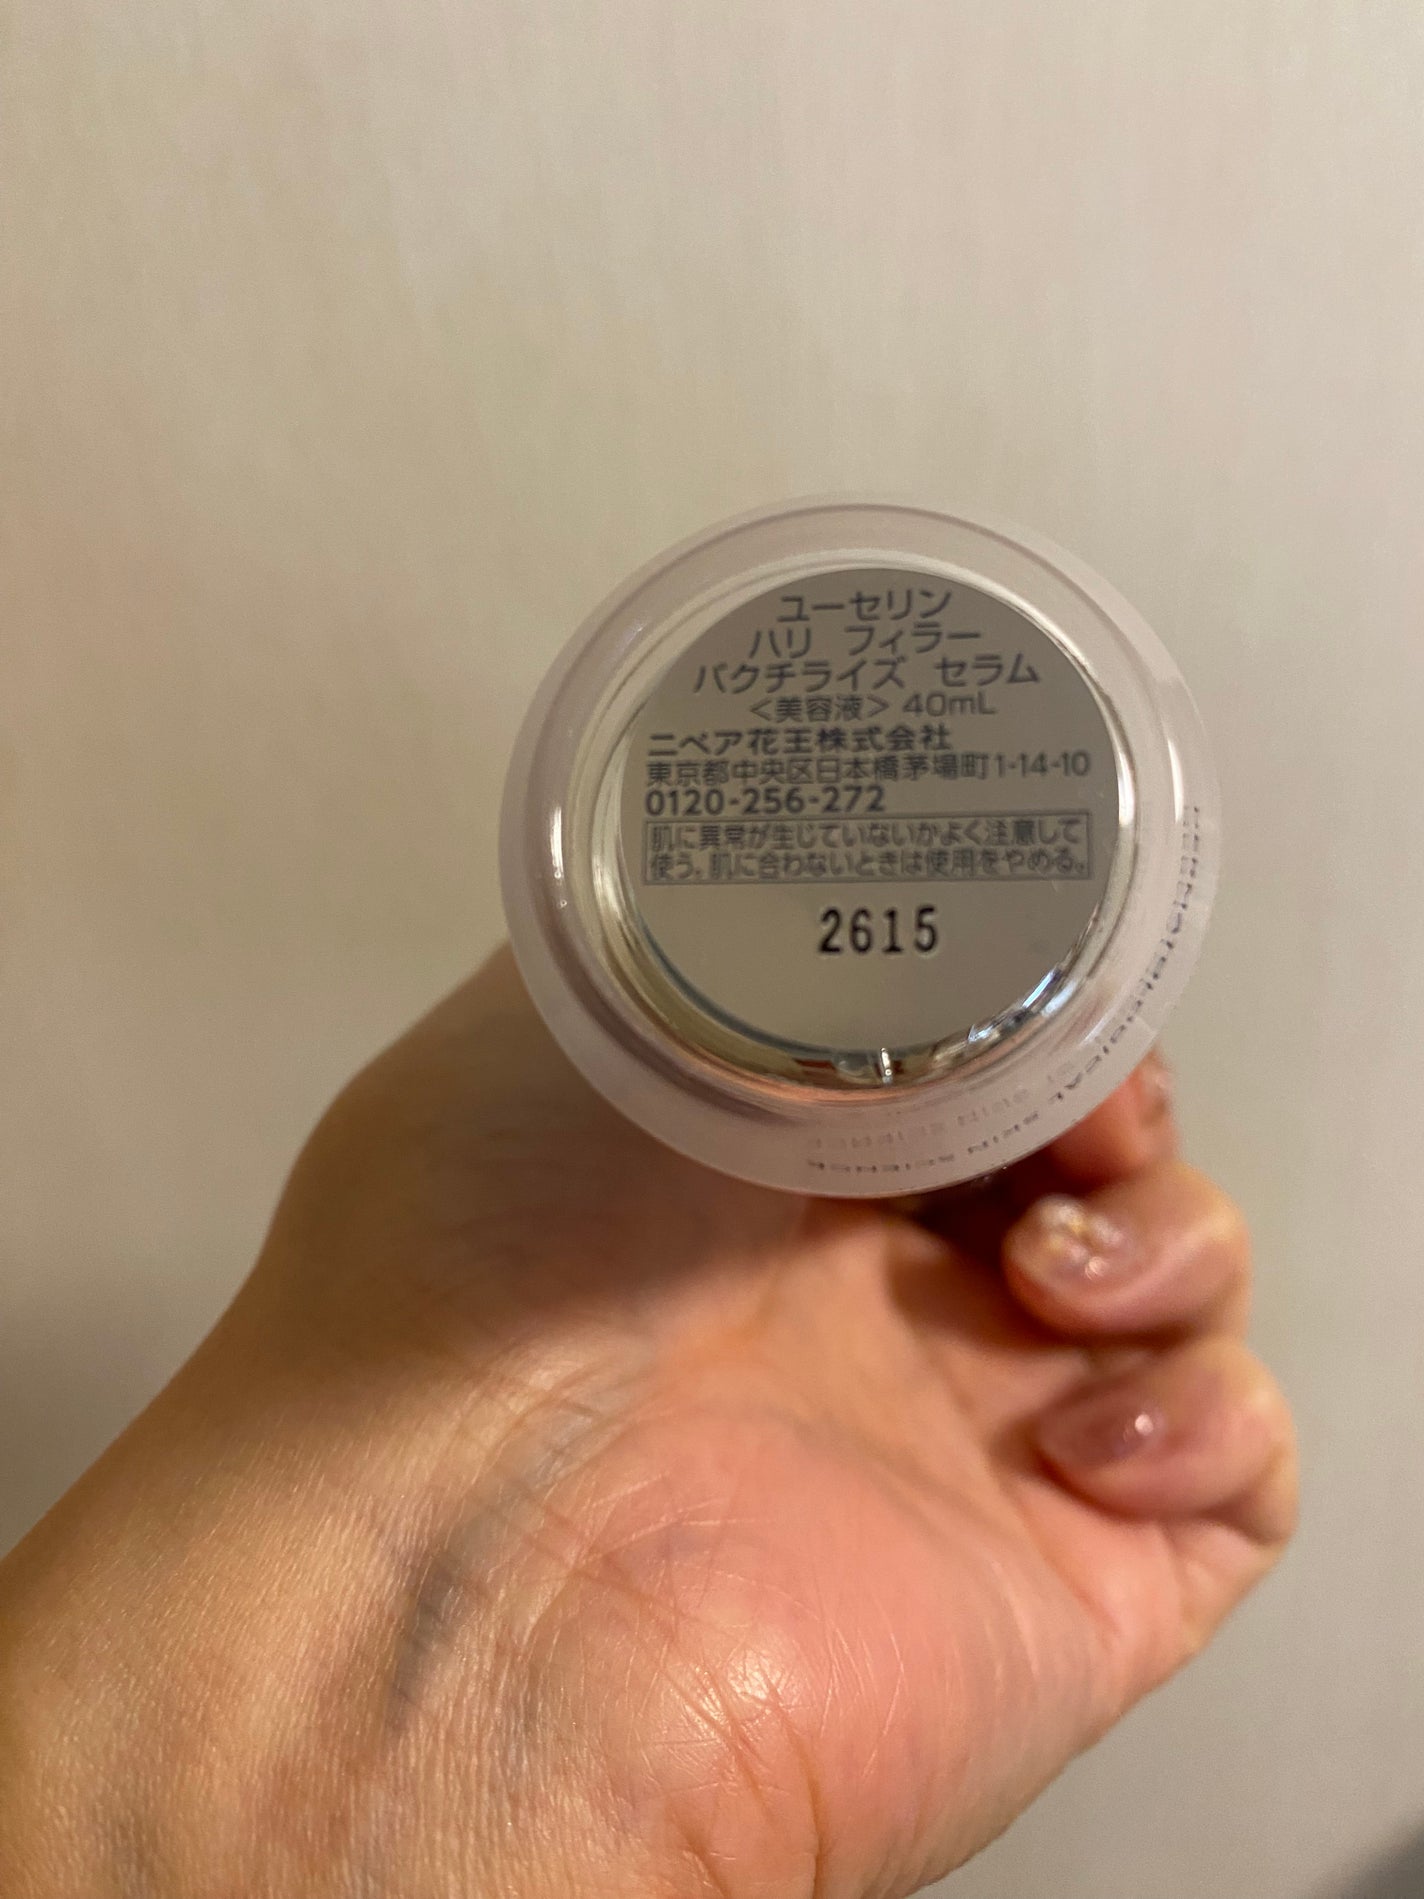 ユーセリン
ハリ フィラー
バクチライズ セラム
<美容液> 40mL
ニベア花王株式会社
東京都中央区日本橋茅場町1-14-10
0120-256-272
肌に異常が生じていないかよく注意して
使う。肌に合わないときは使用をやめる。
2615